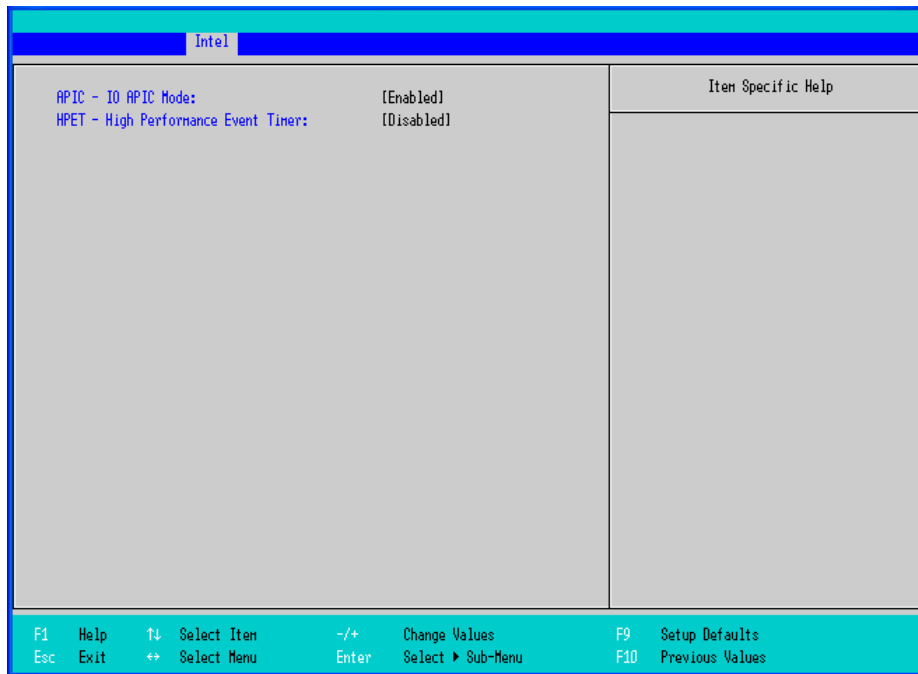 Intel
APIC - IO APIC Mode: [Enabled]
HPET - High Performance Event Timer: [Disabled]
Item Specific Help
F1 Help ↑↓ Select Item -/+ Change Values F9 Setup Defaults
Esc Exit ↔ Select Menu Enter Select ▶ Sub-Menu F10 Previous Values